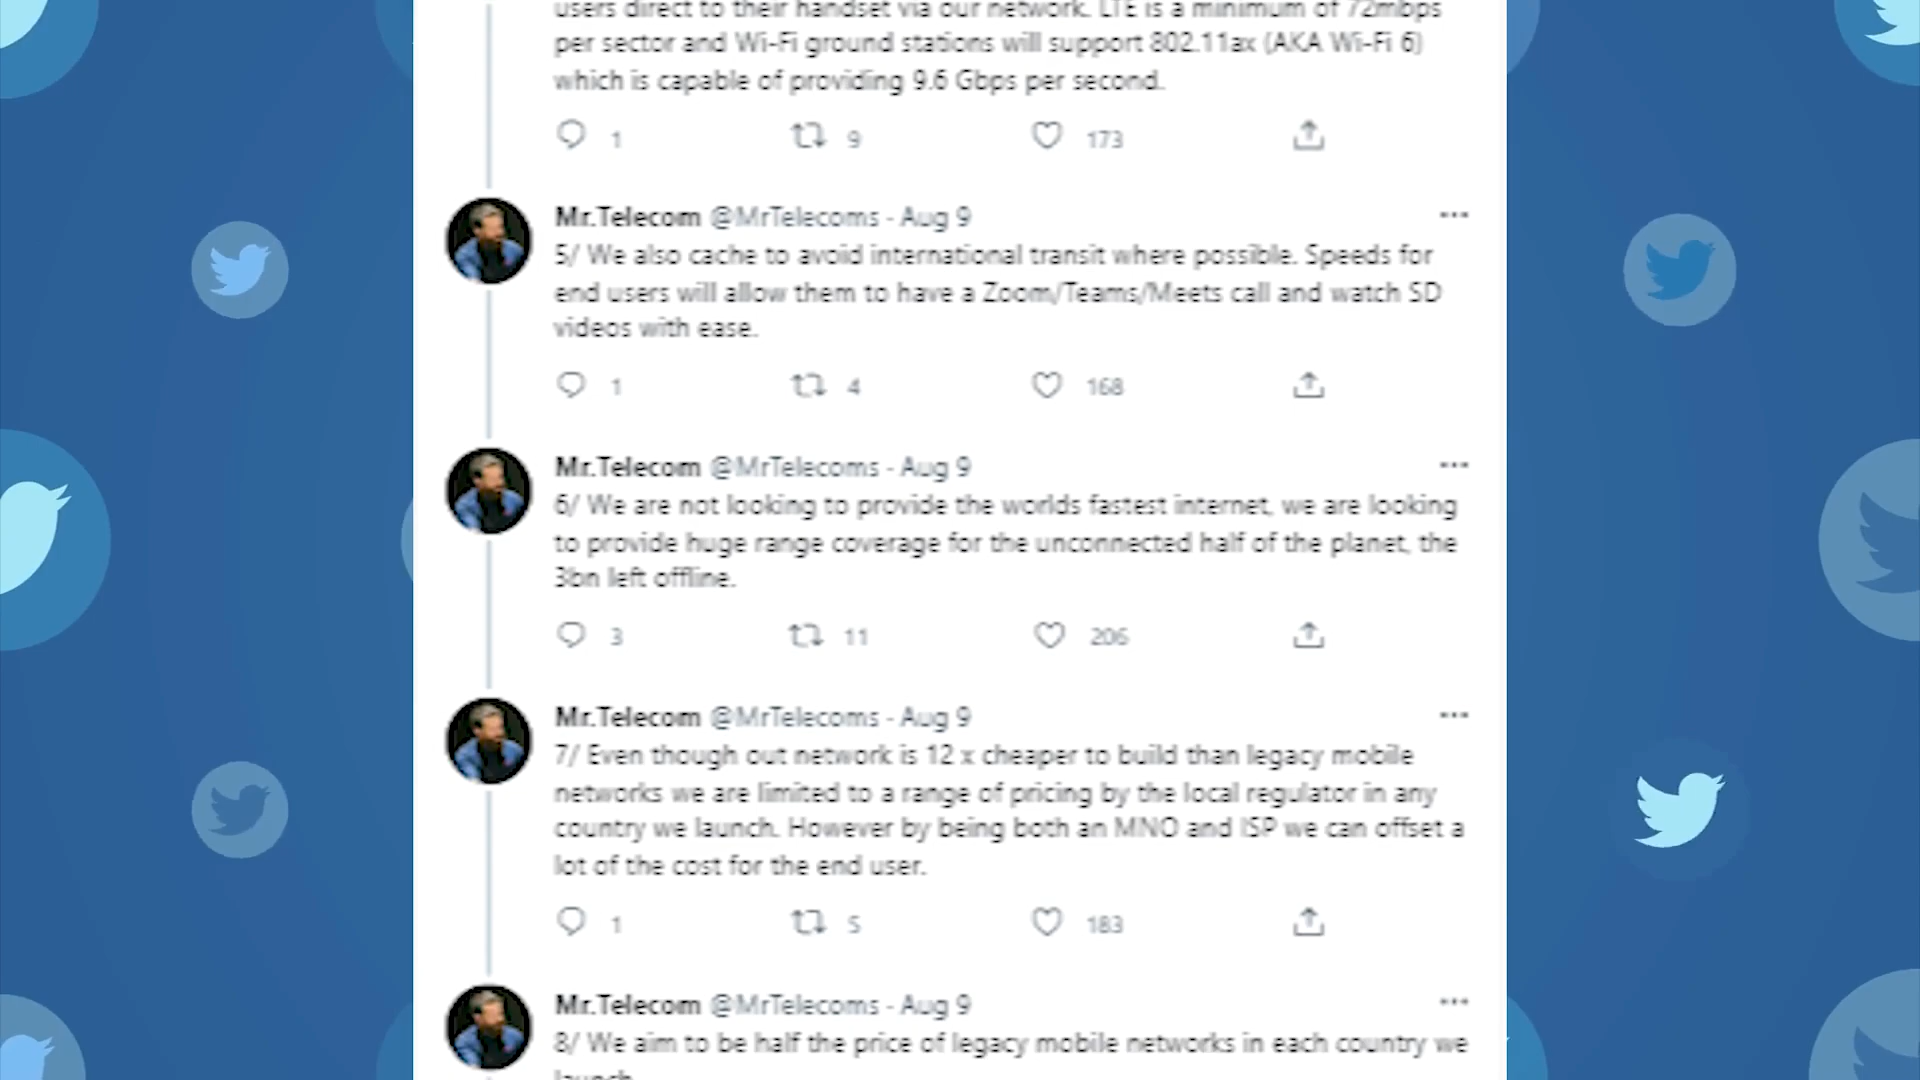 users direct to their handset via our network. LTE is a minimum of 72mbps
per sector and Wi-Fi ground stations will support 802.11ax (AKA Wi-Fi 6)
which is capable of providing 9.6 Gbps per second.
1 9 173
Mr.Telecom @MrTelecoms · Aug 9
5/ We also cache to avoid international transit where possible. Speeds for
end users will allow them to have a Zoom/Teams/Meets call and watch SD
videos with ease.
1 4 168
Mr.Telecom @MrTelecoms · Aug 9
6/ We are not looking to provide the worlds fastest internet, we are looking
to provide huge range coverage for the unconnected half of the planet, the
3bn left offline.
3 11 206
Mr.Telecom @MrTelecoms · Aug 9
7/ Even though out network is 12 x cheaper to build than legacy mobile
networks we are limited to a range of pricing by the local regulator in any
country we launch. However by being both an MNO and ISP we can offset a
lot of the cost for the end user.
1 5 183
Mr.Telecom @MrTelecoms · Aug 9
8/ We aim to be half the price of legacy mobile networks in each country we
launch